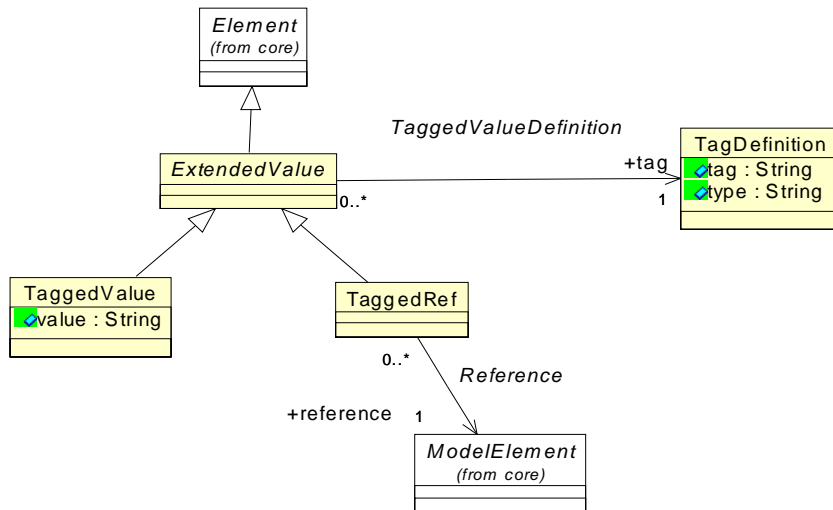 Element
(from core)
TaggedValueDefinition
TagDefinition
tag : String
type : String
ExtendedValue
+tag
0..*
1
TaggedValue
value : String
TaggedRef
0..*
Reference
+reference
1
ModelElement
(from core)